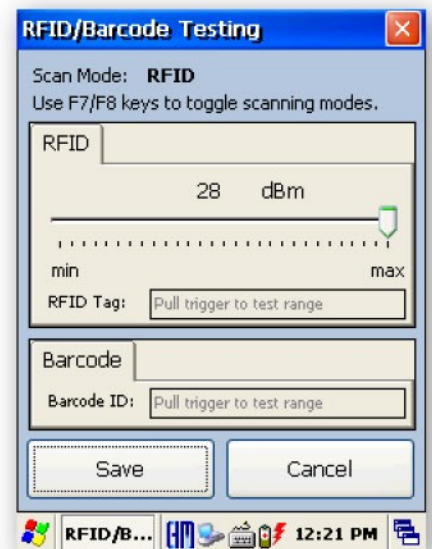 RFID/Barcode Testing
Scan Mode: RFID
Use F7/F8 keys to toggle scanning modes.
RFID
28 dBm
min max
RFID Tag: Pull trigger to test range
Barcode
Barcode ID: Pull trigger to test range
Save Cancel
RFID/B... 12:21 PM